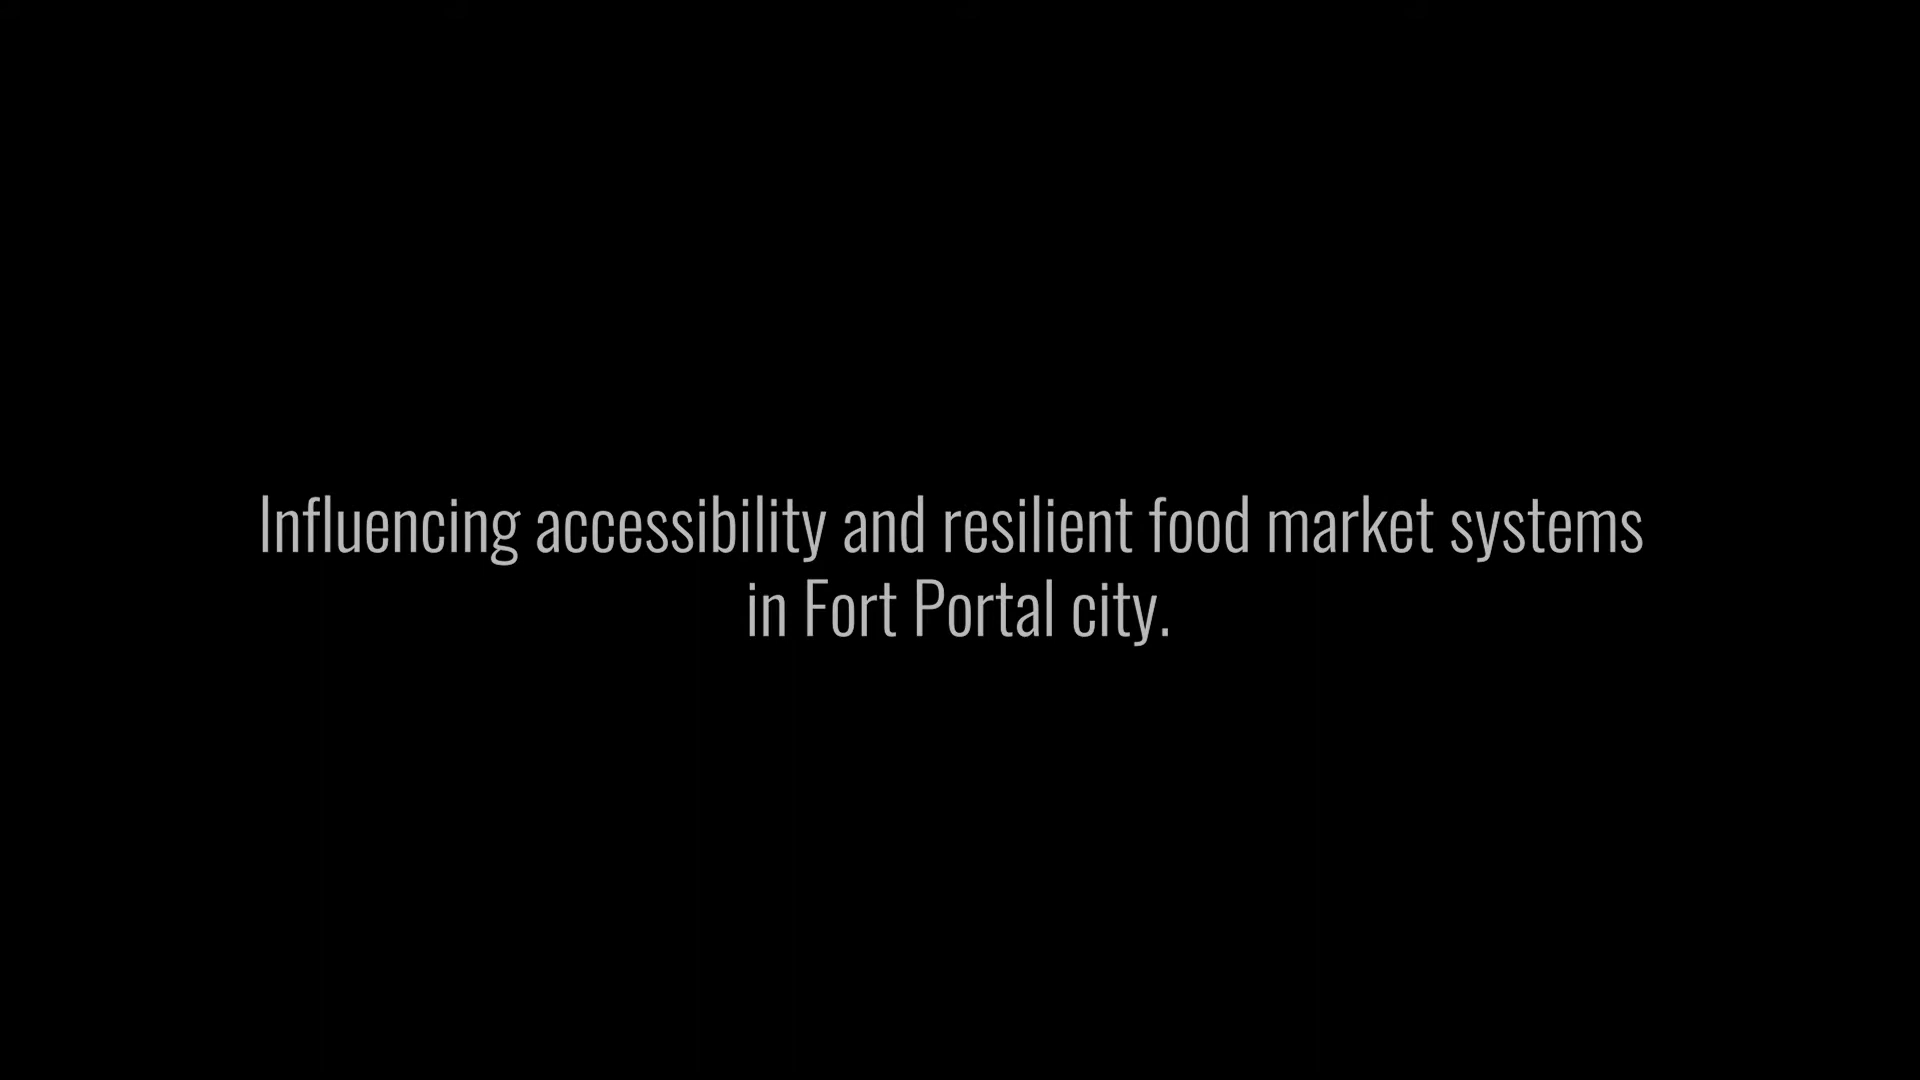 Influencing accessibility and resilient food market systems
in Fort Portal city.